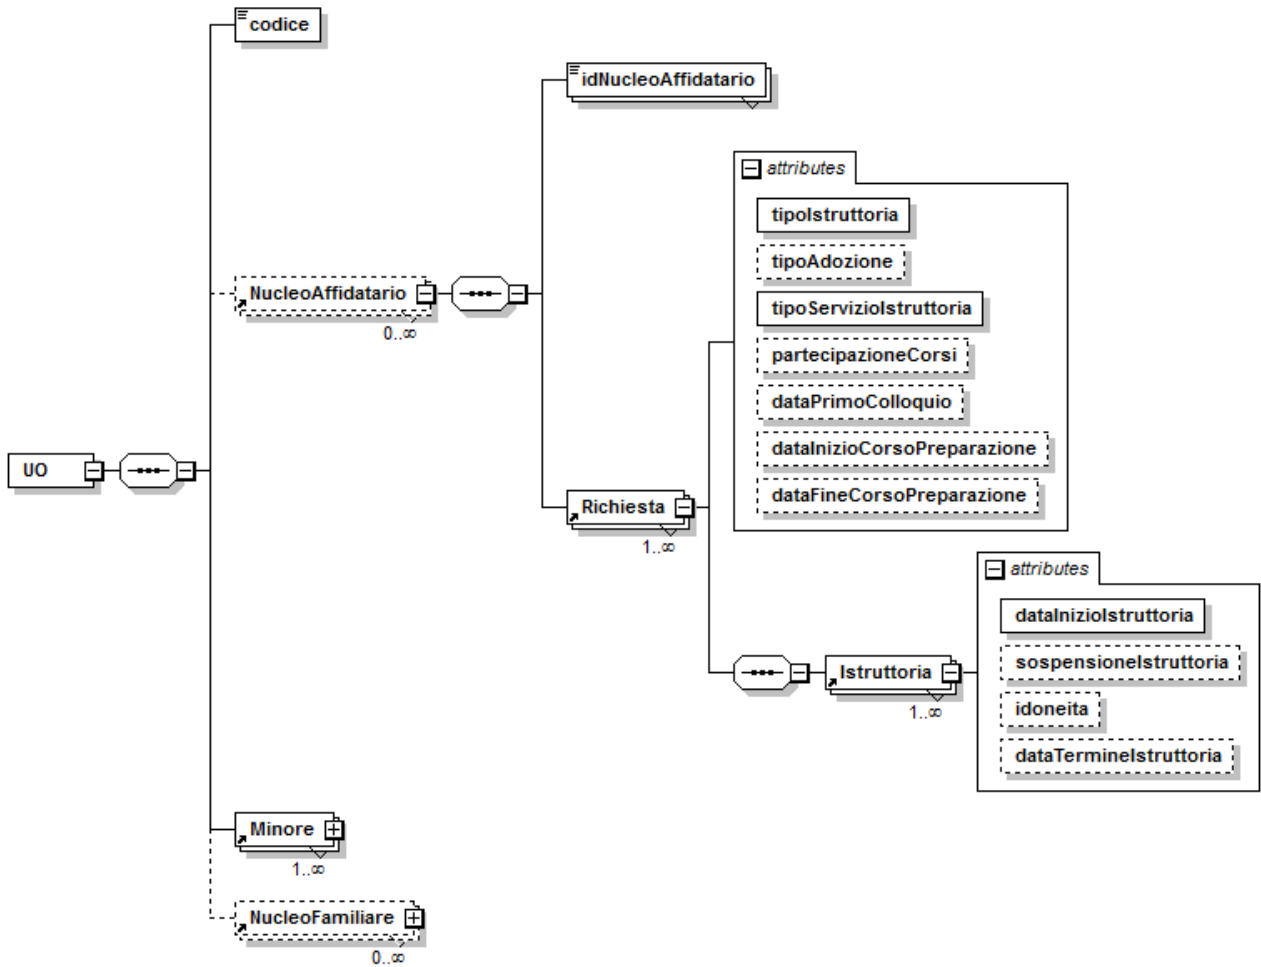 codice
idNucleoAffidatario
attributes
tipoIstruttoria
tipoAdozione
NucleoAffidatario
0..∞
tipoServizioIstruttoria
partecipazioneCorsi
dataPrimoColloquio
dataInizioCorsoPreparazione
UO
dataFineCorsoPreparazione
Richiesta
1..∞
attributes
dataInizioIstruttoria
sospensioneIstruttoria
Istruttoria
1..∞
idoneita
dataTermineIstruttoria
Minore
1..∞
NucleoFamiliare
0..∞